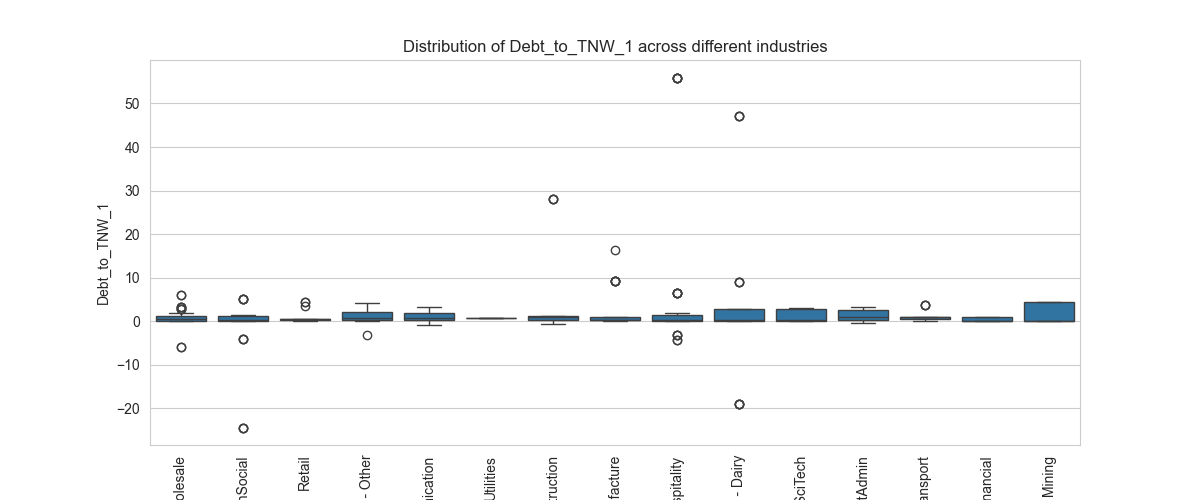 Distribution of Debt_to_TNW_1 across different industries
Debt_to_TNW_1
50
40
30
20
10
0
−10
−20
olesale
nSocial
Retail
- Other
ication
Utilities
truction
facture
spitality
- Dairy
SciTech
tAdmin
ansport
nancial
Mining